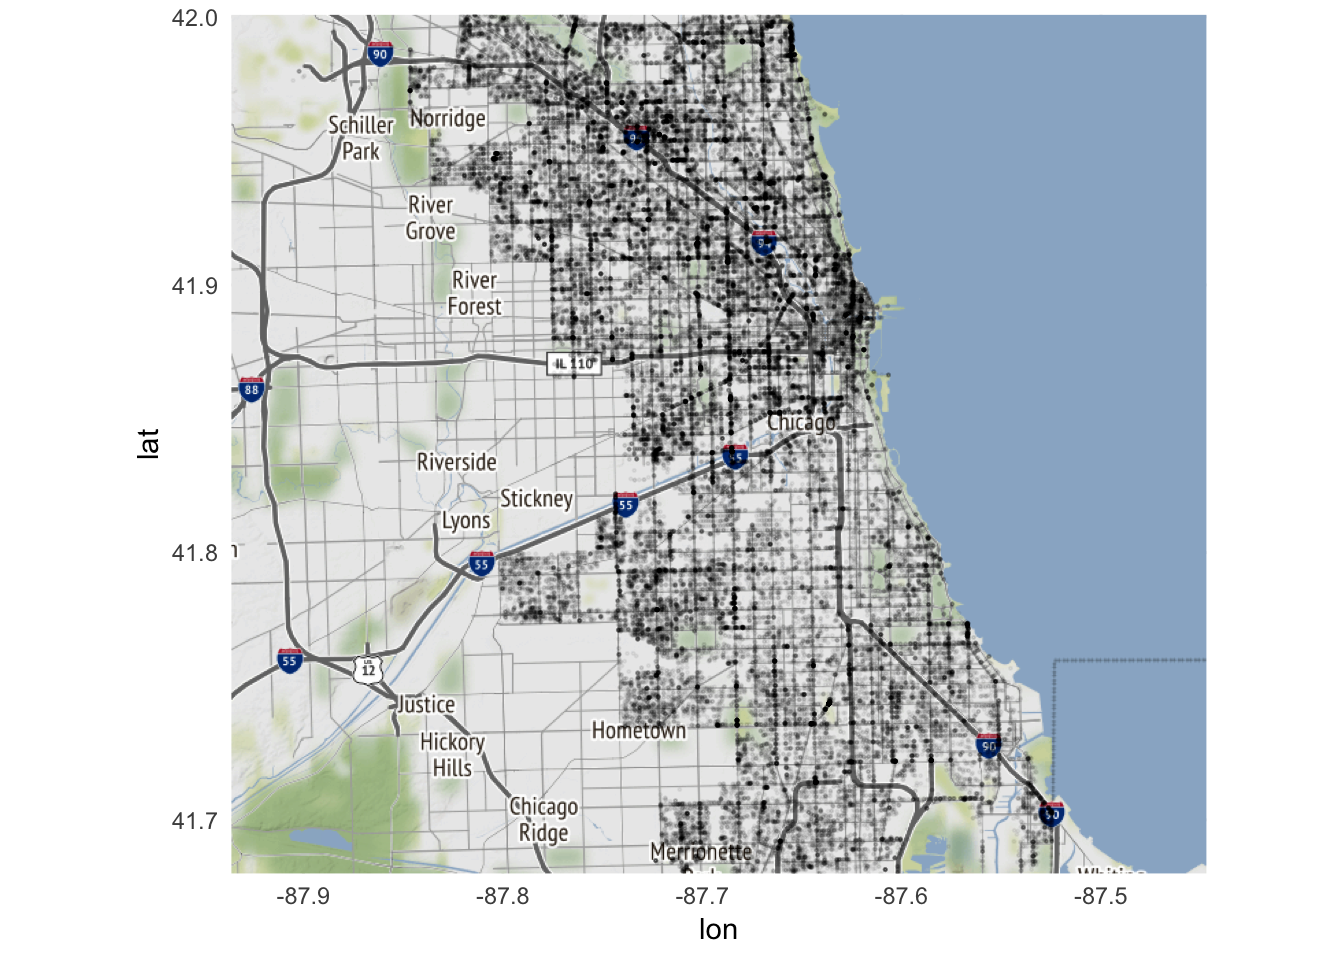 42.0
90
Norridge
Schiller
Park
94
River
Grove
94
41.9
River
Forest
IL 110
88
Chicago
lat
Riverside
55
Stickney
55
Lyons
41.8
55
55
US
12
Justice
Hometown
Hickory
Hills
90
Chicago
Ridge
90
41.7
Merrionette
Whiting
-87.9
-87.8
-87.7
-87.6
-87.5
lon